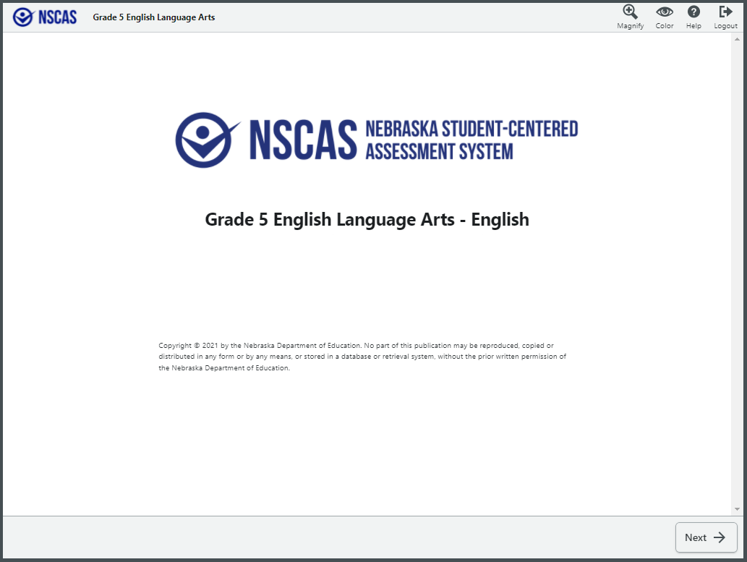 NSCAS
Grade 5 English Language Arts
Magnify
Color
Help
Logout
NSCAS NEBRASKA STUDENT-CENTERED
ASSESSMENT SYSTEM
Grade 5 English Language Arts - English
Copyright © 2021 by the Nebraska Department of Education. No part of this publication may be reproduced, copied or
distributed in any form or by any means, or stored in a database or retrieval system, without the prior written permission of
the Nebraska Department of Education.
Next